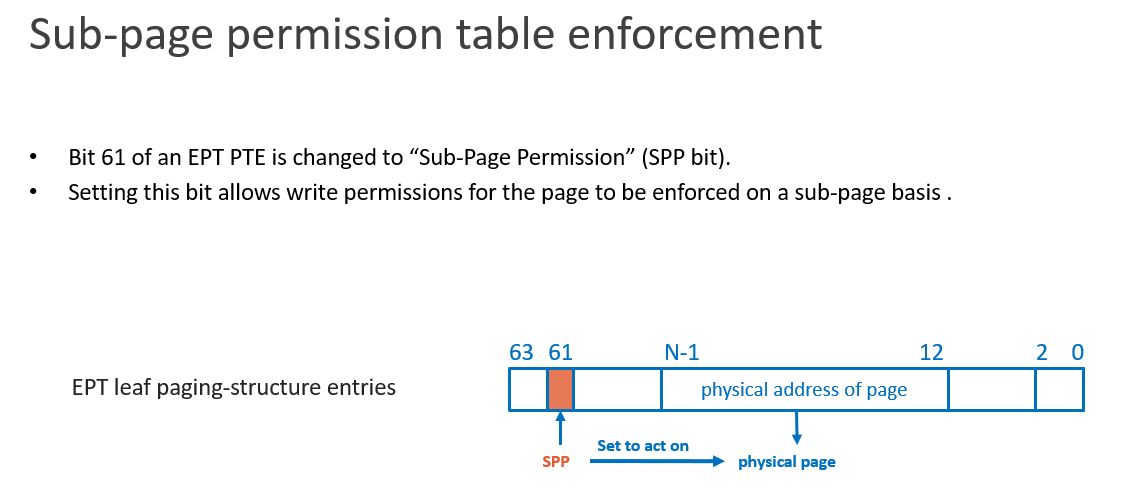 Sub-page permission table enforcement
• Bit 61 of an EPT PTE is changed to “Sub-Page Permission” (SPP bit).
• Setting this bit allows write permissions for the page to be enforced on a sub-page basis .
63 61 N-1 12 2 0
EPT leaf paging-structure entries
physical address of page
Set to act on
SPP
physical page